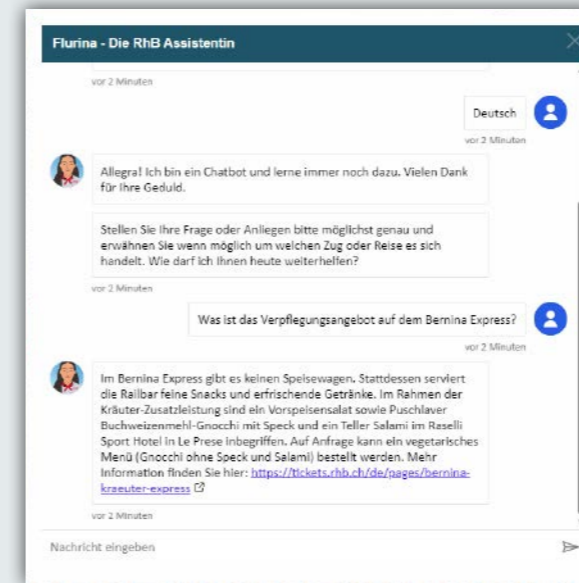 Flurina - Die RhB Assistentin
vor 2 Minuten
Deutsch
vor 2 Minuten
Allegra! Ich bin ein Chatbot und lerne immer noch dazu. Vielen Dank
für Ihre Geduld.
Stellen Sie Ihre Frage oder Anliegen bitte möglichst genau und
erwähnen Sie wenn möglich um welchen Zug oder Reise es sich
handelt. Wie darf ich Ihnen heute weiterhelfen?
vor 2 Minuten
Was ist das Verpflegungsangebot auf dem Bernina Express?
vor 2 Minuten
Im Bernina Express gibt es keinen Speisewagen. Stattdessen serviert
die Railbar feine Snacks und erfrischende Getränke. Im Rahmen der
Kräuter-Zusatzleistung sind ein Vorspeisensalat sowie Puschlaver
Buchweizenmehl-Gnocchi mit Speck und ein Teller Salami im Raselli
Sport Hotel in Le Prese inbegriffen. Auf Anfrage kann ein vegetarisches
Menü (Gnocchi ohne Speck und Salami) bestellt werden. Mehr
Information finden Sie hier: https://tickets.rhb.ch/de/pages/bernina-
kraeuter-express
vor 2 Minuten
Nachricht eingeben